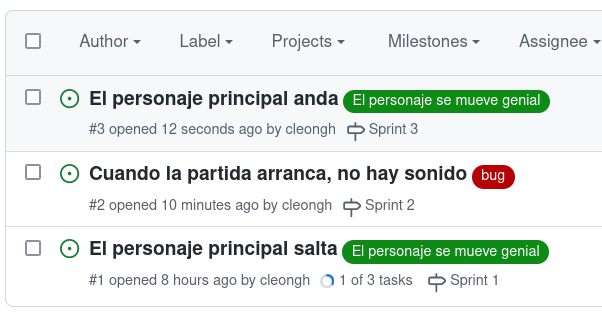 Author Label Projects Milestones Assignee
El personaje principal anda El personaje se mueve genial
#3 opened 12 seconds ago by cleongh Sprint 3
Cuando la partida arranca, no hay sonido bug
#2 opened 10 minutes ago by cleongh Sprint 2
El personaje principal salta El personaje se mueve genial
#1 opened 8 hours ago by cleongh 1 of 3 tasks Sprint 1